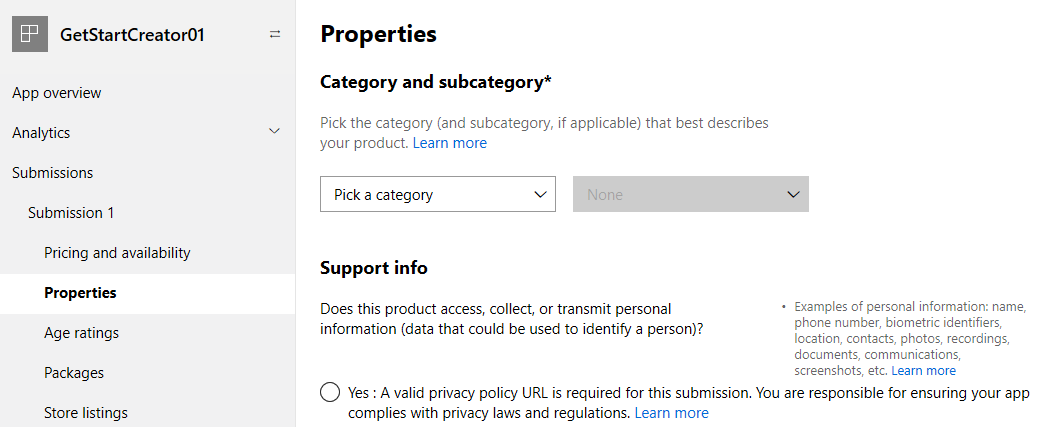 GetStartCreator01
App overview
Analytics
Submissions
Submission 1
Pricing and availability
Properties
Age ratings
Packages
Store listings
Properties
Category and subcategory*
Pick the category (and subcategory, if applicable) that best describes
your product. Learn more
Pick a category
None
Support info
Does this product access, collect, or transmit personal
information (data that could be used to identify a person)?
• Examples of personal information: name,
phone number, biometric identifiers,
location, contacts, photos, recordings,
documents, communications,
screenshots, etc. Learn more
Yes : A valid privacy policy URL is required for this submission. You are responsible for ensuring your app
complies with privacy laws and regulations. Learn more